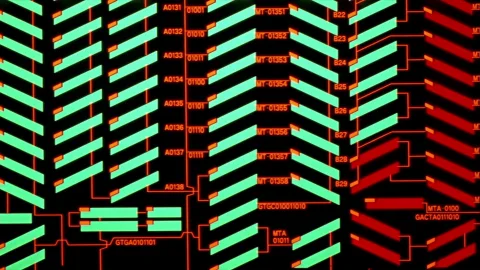 A0131
01001
MT 01351
B22
A0132
01010
MT 01352
B23
A0133
01011
MT 01353
B24
A0134
01100
MT 01354
B25
A0135
01101
MT 01355
B26
A0136
01110
MT 01356
B27
A0137
01111
MT 01357
B28
A0138
MT 01358
B29
GTGC010011010
MTA 0100
GACTA0111010
GTGA0101101
MTA
01011